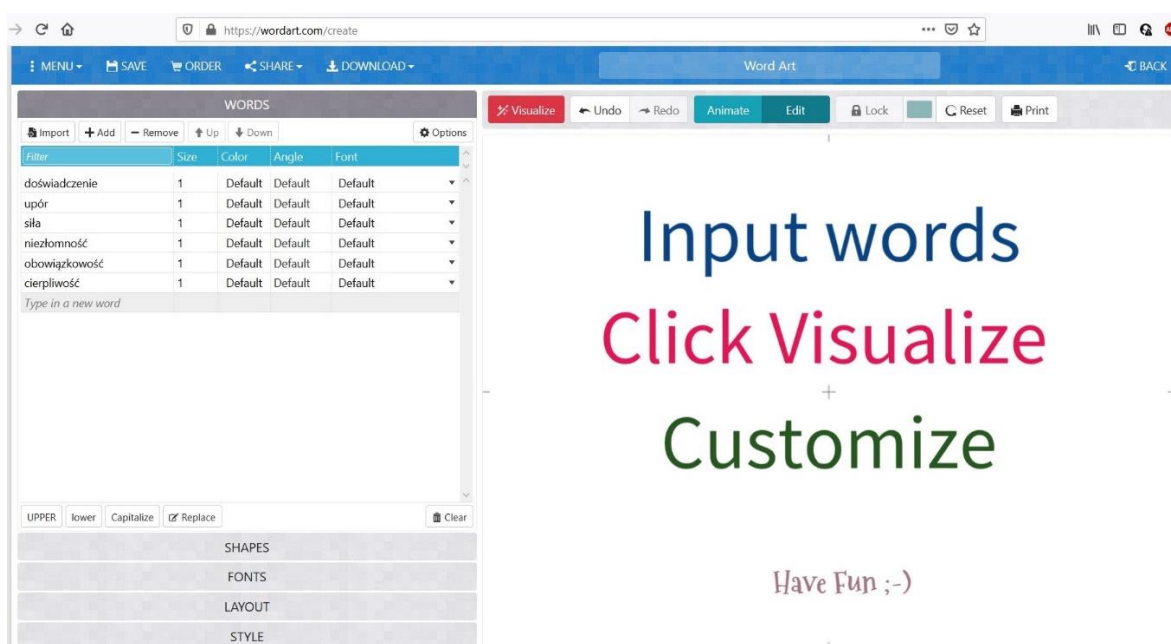 https://wordart.com/create
MENU SAVE ORDER SHARE DOWNLOAD Word Art BACK
WORDS
Import Add Remove Up Down Options
Filter Size Color Angle Font
doświadczenie 1 Default Default Default
upór 1 Default Default Default
siła 1 Default Default Default
niezłomność 1 Default Default Default
obowiązkowość 1 Default Default Default
cierpliwość 1 Default Default Default
Type in a new word
UPPER lower Capitalize Replace Clear
SHAPES
FONTS
LAYOUT
STYLE
Visualize Undo Redo Animate Edit Lock Reset Print
Input words
Click Visualize
Customize
Have Fun ;-)